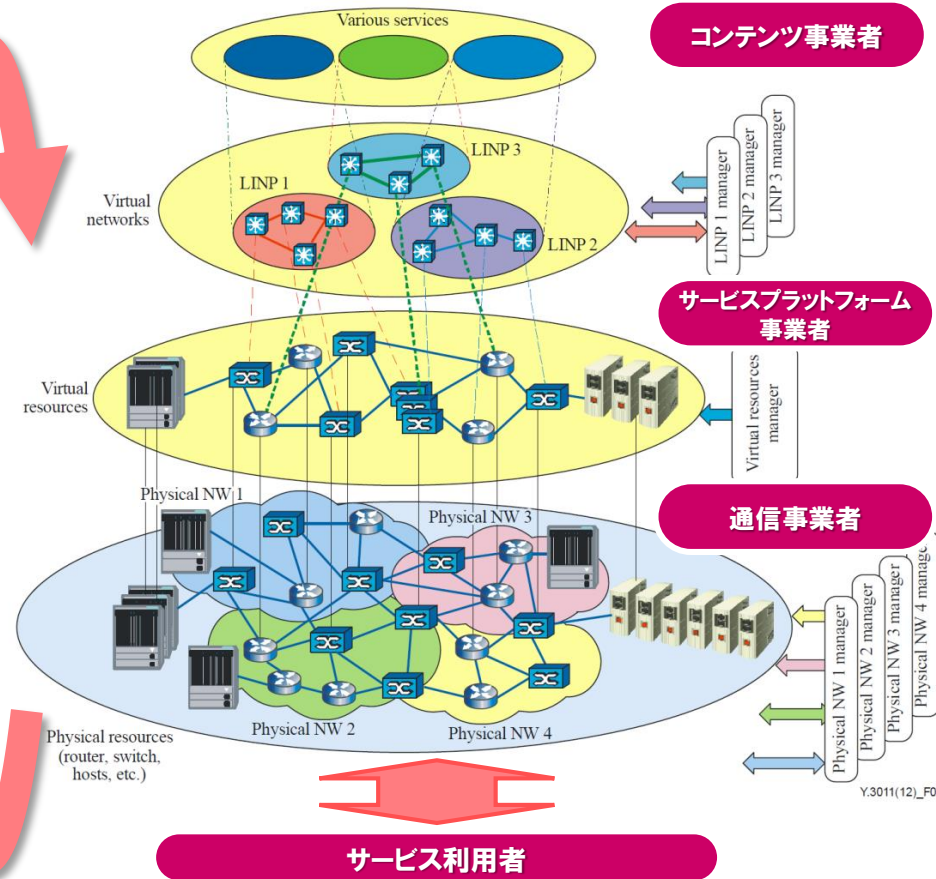 Various services
コンテンツ事業者
LINP 3
LINP 1
LINP 2
Virtual
networks
LINP 1 manager
LINP 2 manager
LINP 3 manager
サービスプラットフォーム
事業者
Virtual
resources
Virtual resources
manager
通信事業者
Physical NW 1
Physical NW 3
Physical NW 2
Physical NW 4
Physical resources
(router, switch,
hosts, etc.)
Physical NW 1 manager
Physical NW 2 manager
Physical NW 3 manager
Physical NW 4 manage
Y.3011(12)_F0
サービス利用者